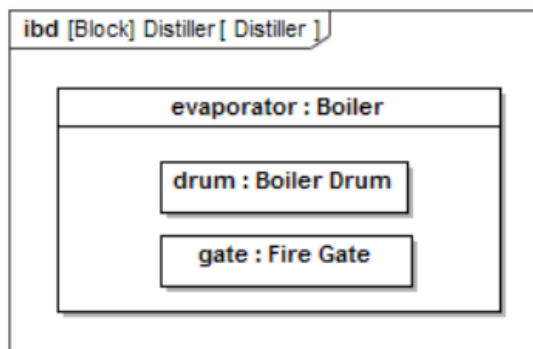 ibd [Block] Distiller [ Distiller ]
evaporator : Boiler
drum : Boiler Drum
gate : Fire Gate